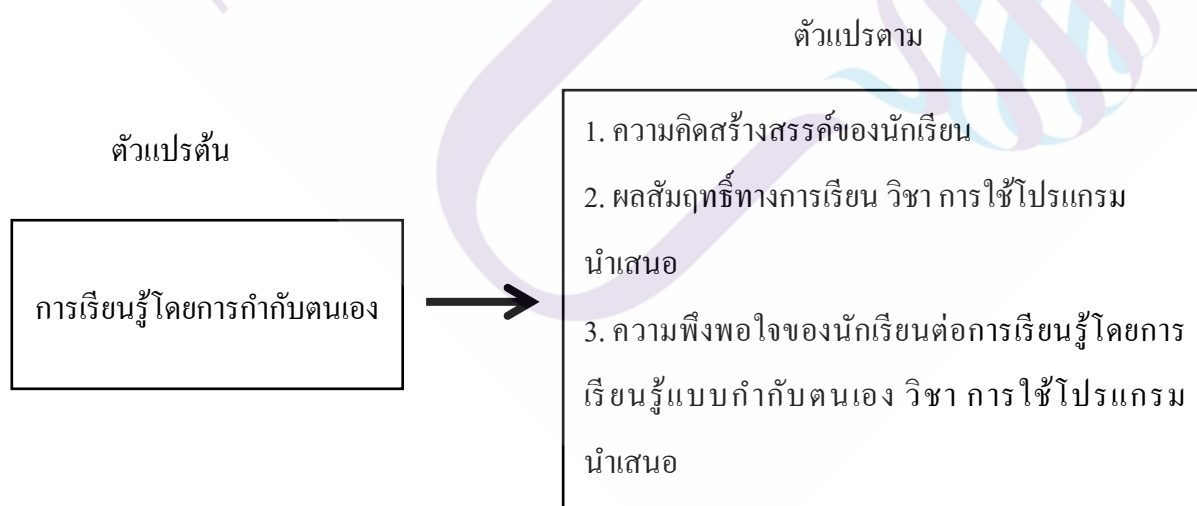 ตัวแปรตาม
ตัวแปรต้น
การเรียนรู้โดยการกำกับตนเอง
1. ความคิดสร้างสรรค์ของนักเรียน
2. ผลสัมฤทธิ์ทางการเรียน วิชา การใช้โปรแกรม
นำเสนอ
3. ความพึงพอใจของนักเรียนต่อการเรียนรู้โดยการ
เรียนรู้แบบกำกับตนเอง วิชา การใช้โปรแกรม
นำเสนอ